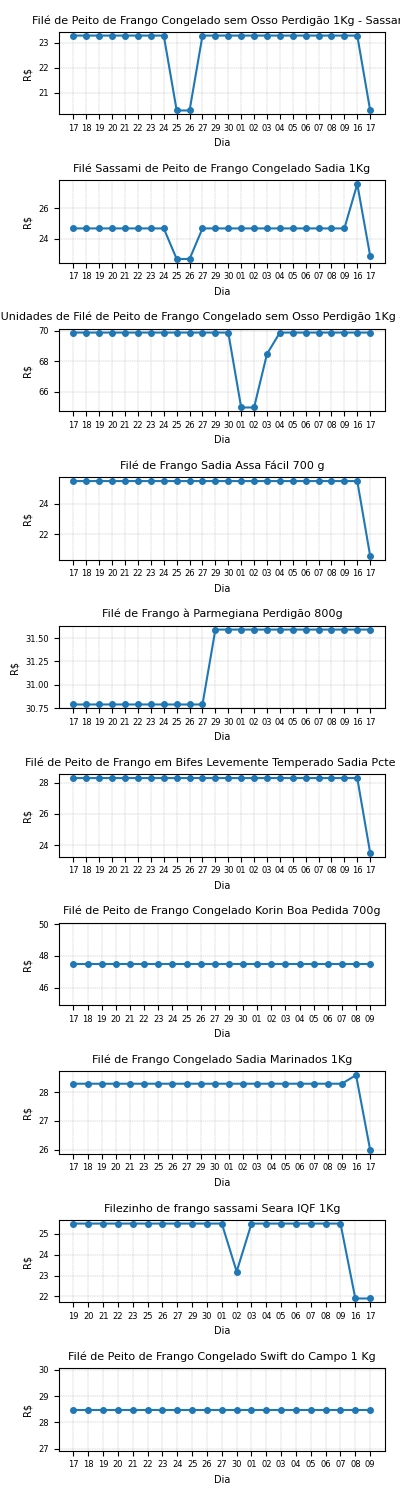 Filé de Peito de Frango Congelado sem Osso Perdigão 1Kg - Sassar
23
22
21
R$
17 18 19 20 21 22 23 24 25 26 27 29 30 01 02 03 04 05 06 07 08 09 16 17
Dia
Filé Sassami de Peito de Frango Congelado Sadia 1Kg
26
24
R$
17 18 19 20 21 22 23 24 25 26 27 29 30 01 02 03 04 05 06 07 08 09 16 17
Dia
Unidades de Filé de Peito de Frango Congelado sem Osso Perdigão 1Kg
70
68
66
R$
17 18 19 20 21 22 23 24 25 26 27 29 30 01 02 03 04 05 06 07 08 09 16 17
Dia
Filé de Frango Sadia Assa Fácil 700 g
24
22
R$
17 18 19 20 21 22 23 24 25 26 27 29 30 01 02 03 04 05 06 07 08 09 16 17
Dia
Filé de Frango à Parmegiana Perdigão 800g
31.50
31.25
31.00
30.75
R$
17 18 19 20 21 22 23 24 25 26 27 29 30 01 02 03 04 05 06 07 08 09 16 17
Dia
Filé de Peito de Frango em Bifes Levemente Temperado Sadia Pcte
28
26
24
R$
17 18 19 20 21 22 23 24 25 26 27 29 30 01 02 03 04 05 06 07 08 09 16 17
Dia
Filé de Peito de Frango Congelado Korin Boa Pedida 700g
50
48
46
R$
17 18 19 20 21 22 23 24 25 26 27 29 30 01 02 03 04 05 06 07 08 09
Dia
Filé de Frango Congelado Sadia Marinados 1Kg
28
27
26
R$
17 18 19 20 21 23 25 26 27 29 30 01 02 03 04 05 06 07 08 09 16 17
Dia
Filezinho de frango sassami Seara IQF 1Kg
25
24
23
22
R$
19 20 21 22 23 24 26 27 29 30 01 02 03 04 05 06 07 08 09 16 17
Dia
Filé de Peito de Frango Congelado Swift do Campo 1 Kg
30
29
28
27
R$
17 18 19 20 21 22 23 24 26 27 29 30 01 02 03 04 05 06 07 08 09
Dia